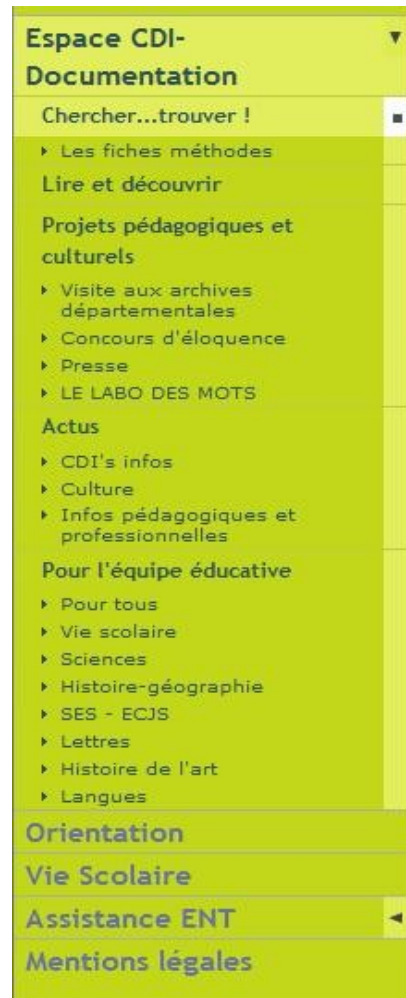 Espace CDI-
Documentation
Chercher...trouver !
Les fiches méthodes
Lire et découvrir
Projets pédagogiques et
culturels
Visite aux archives
départementales
Concours d'éloquence
Presse
LE LABO DES MOTS
Actus
CDI's infos
Culture
Infos pédagogiques et
professionnelles
Pour l'équipe éducative
Pour tous
Vie scolaire
Sciences
Histoire-géographie
SES - ECJS
Lettres
Histoire de l'art
Langues
Orientation
Vie Scolaire
Assistance ENT
Mentions légales